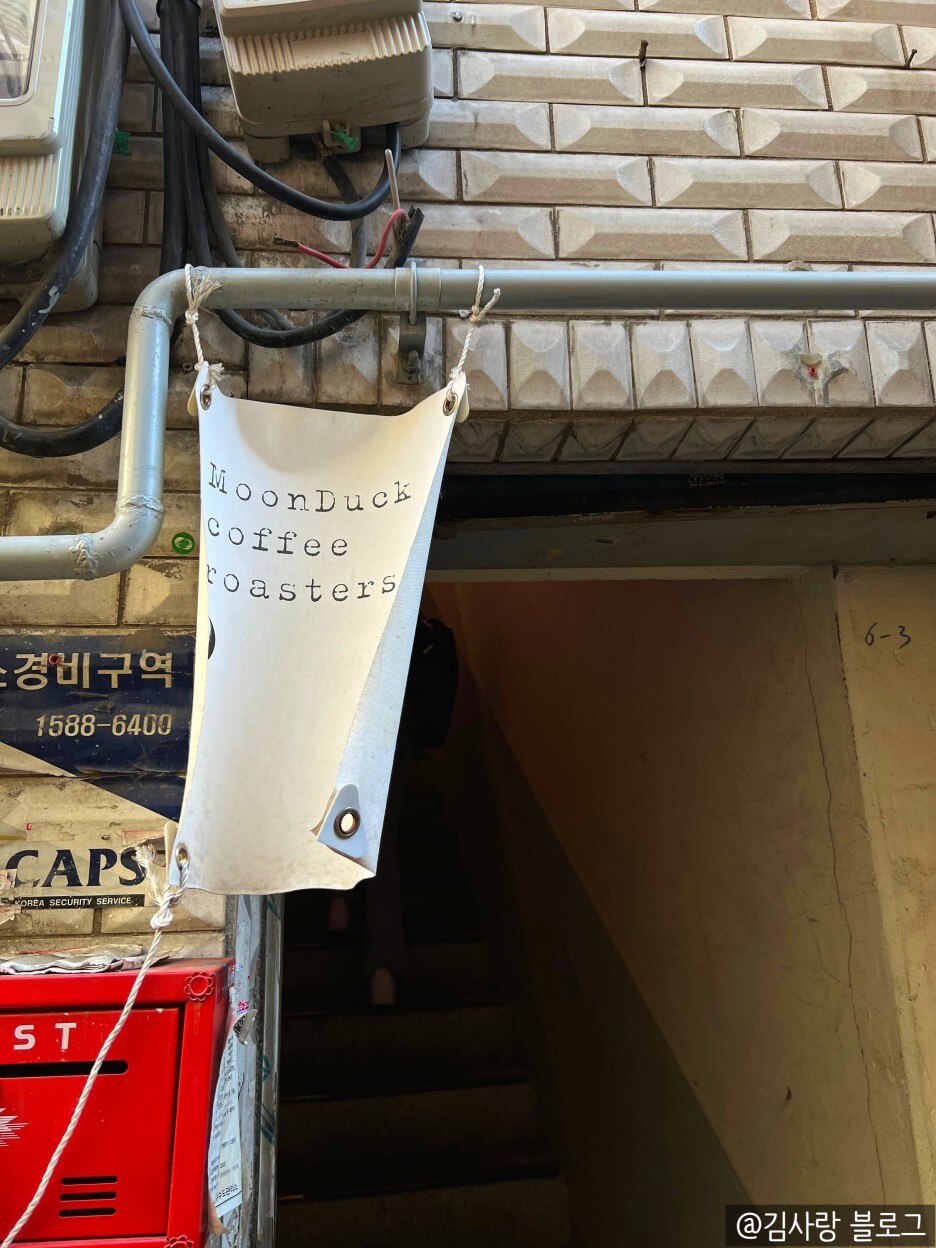 MoonDuck
coffee
roasters
경비구역
1588-6400
CAPS
KOREA SECURITY SERVICE
ST
6-3
@김사랑 블로그